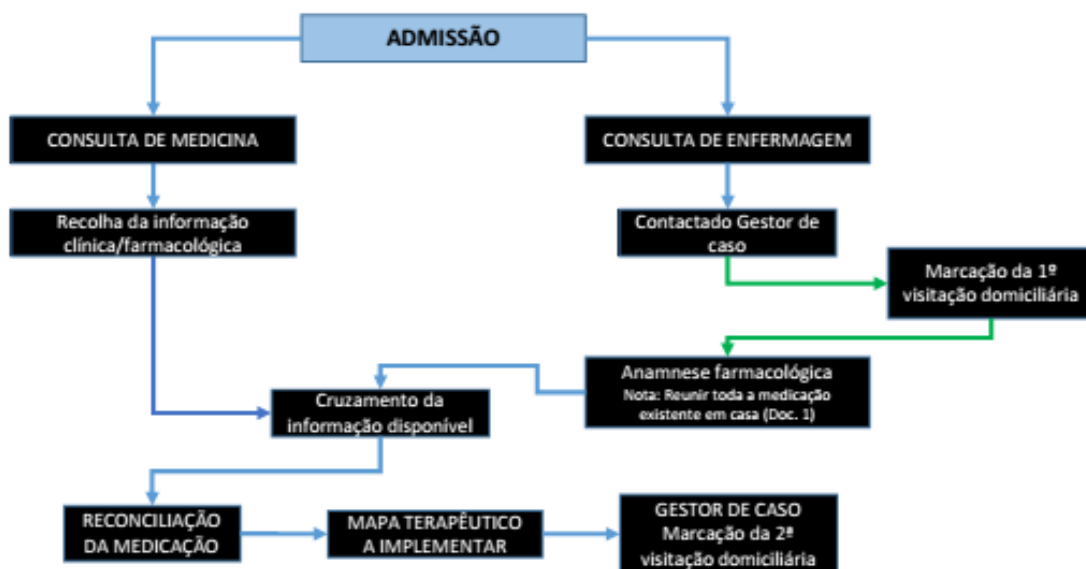 ADMISSÃO
CONSULTA DE MEDICINA
CONSULTA DE ENFERMAGEM
Recolha da informação
clínica/farmacológica
Contactado Gestor de
caso
Marcação da 1ª
visitação domiciliária
Anamnese farmacológica
Nota: Reunir toda a medicação
existente em casa (Doc. 1)
Cruzamento da
informação disponível
RECONCILIAÇÃO
DA MEDICAÇÃO
MAPA TERAPÊUTICO
A IMPLEMENTAR
GESTOR DE CASO
Marcação da 2ª
visitação domiciliária